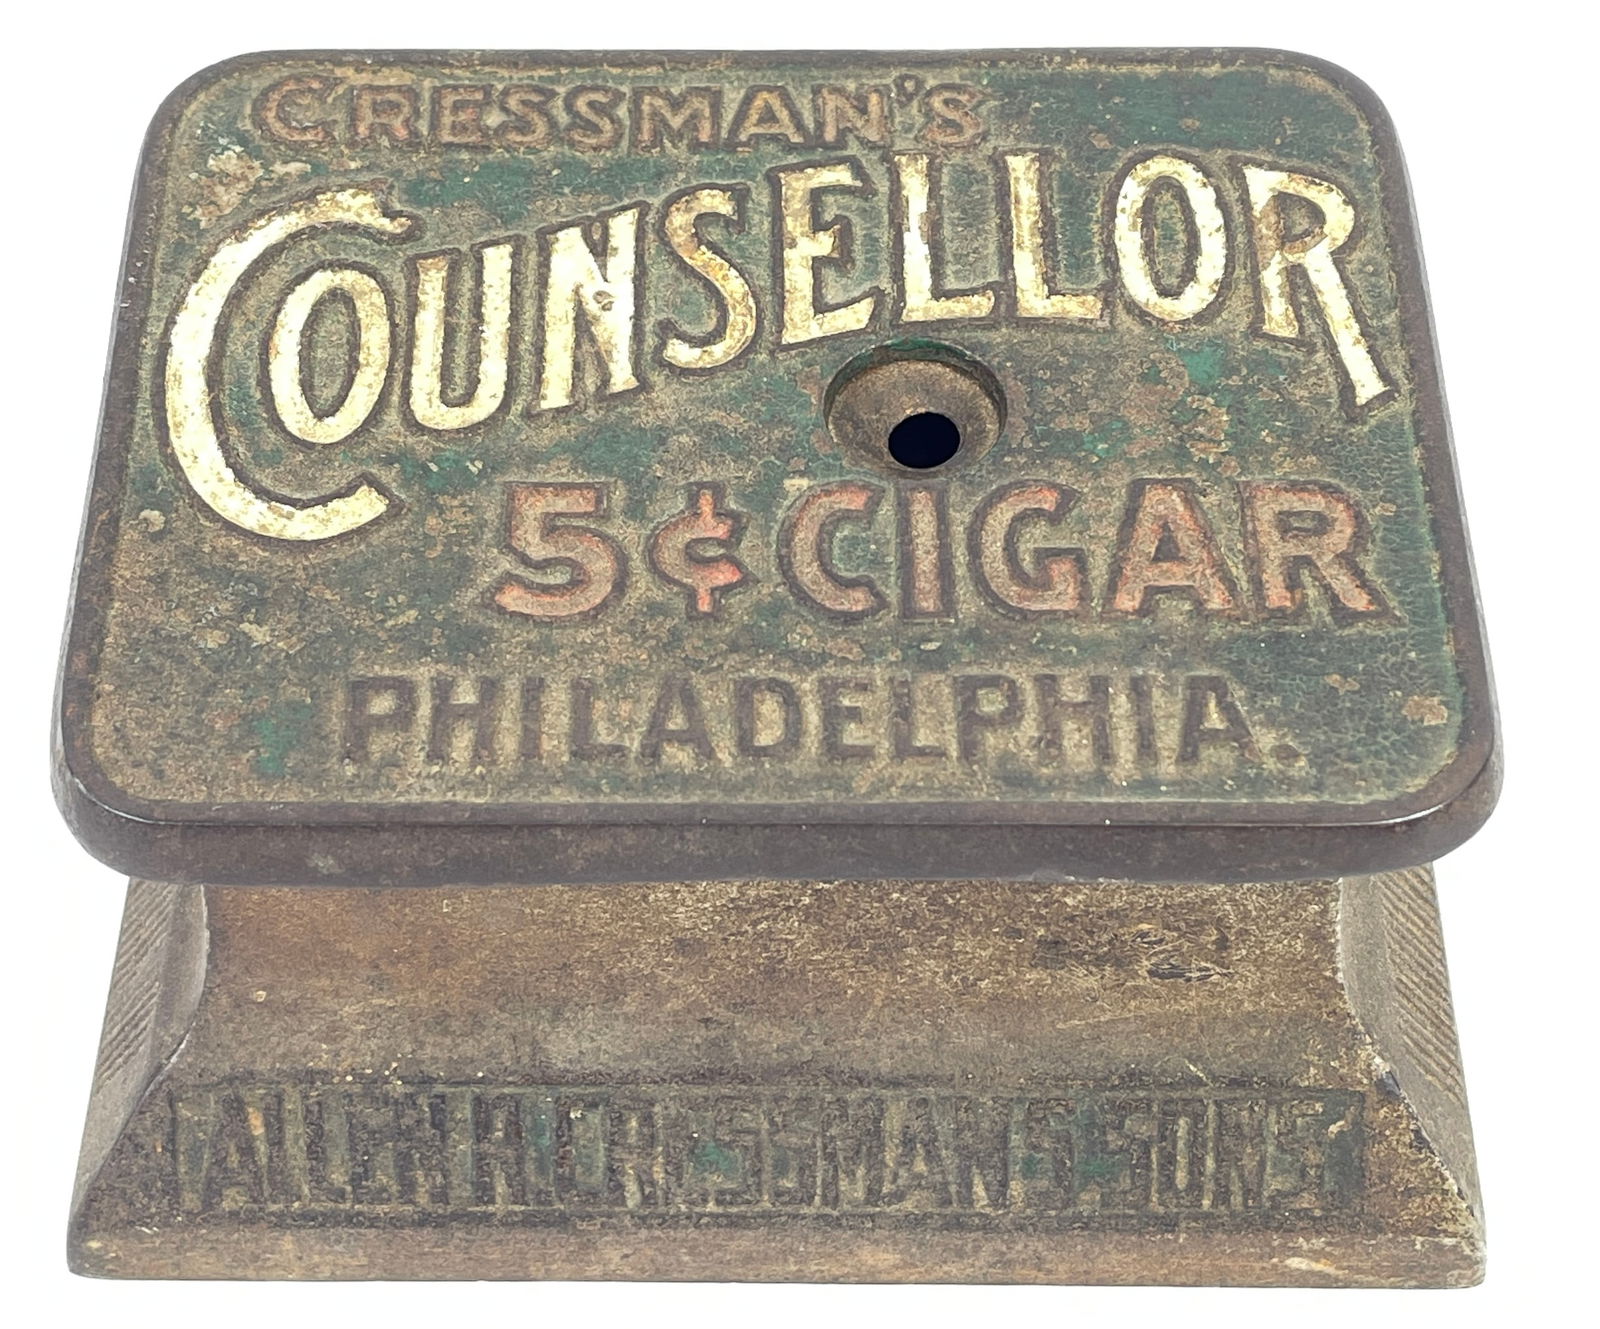 CRESSMAN'S
COUNSELLOR
5¢ CIGAR
PHILADELPHIA.
ALLEN R. CRESSMAN'S SONS